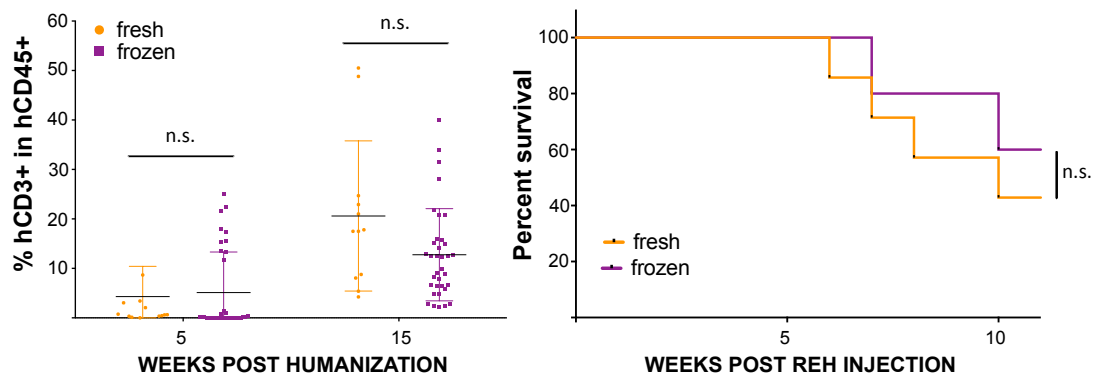 % hCD3+ in hCD45+
60
50
40
30
20
10
fresh
frozen
n.s.
n.s.
5
15
WEEKS POST HUMANIZATION
Percent survival
100
80
60
40
20
fresh
frozen
n.s.
5
10
WEEKS POST REH INJECTION